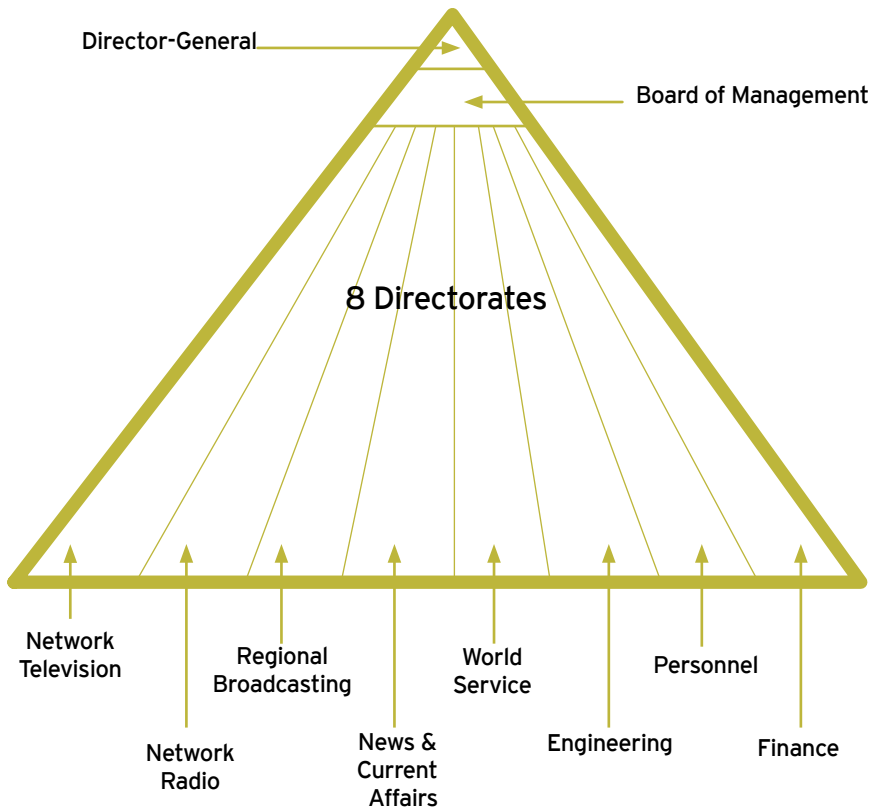 Director-General
Board of Management
8 Directorates
Network
Television
Network
Radio
Regional
Broadcasting
News &
Current
Affairs
World
Service
Engineering
Personnel
Finance